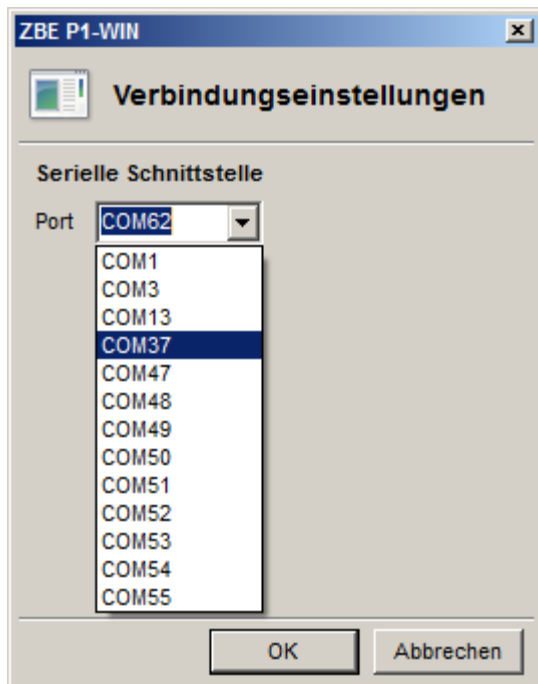 ZBE P1-WIN
Verbindungseinstellungen
Serielle Schnittstelle
Port COM62
COM1
COM3
COM13
COM37
COM47
COM48
COM49
COM50
COM51
COM52
COM53
COM54
COM55
OK Abbrechen